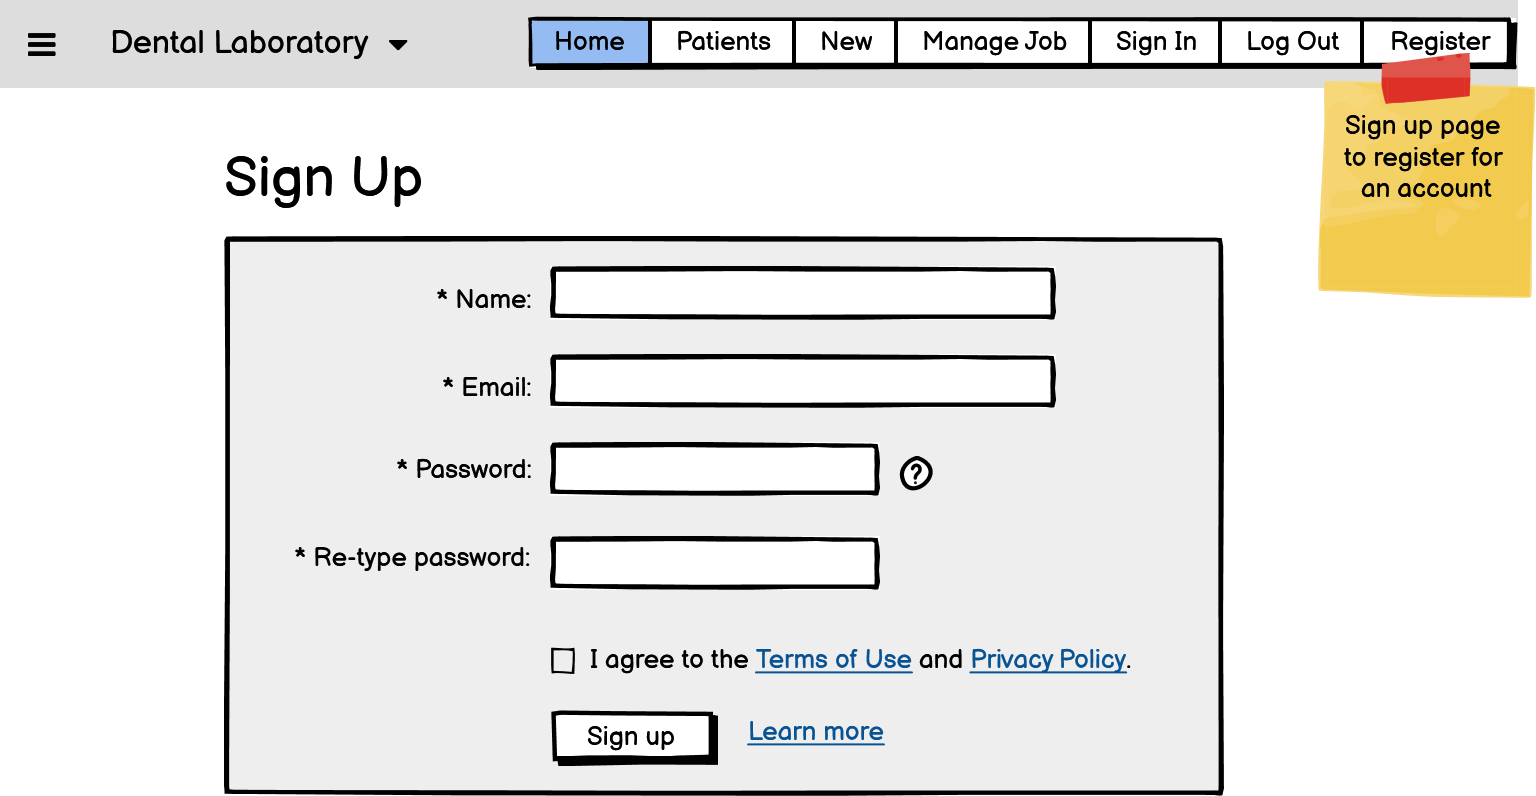 Dental Laboratory
Home Patients New Manage Job Sign In Log Out Register
Sign up page
to register for
an account
Sign Up
* Name:
* Email:
* Password: ?
* Re-type password:
I agree to the Terms of Use and Privacy Policy.
Sign up Learn more